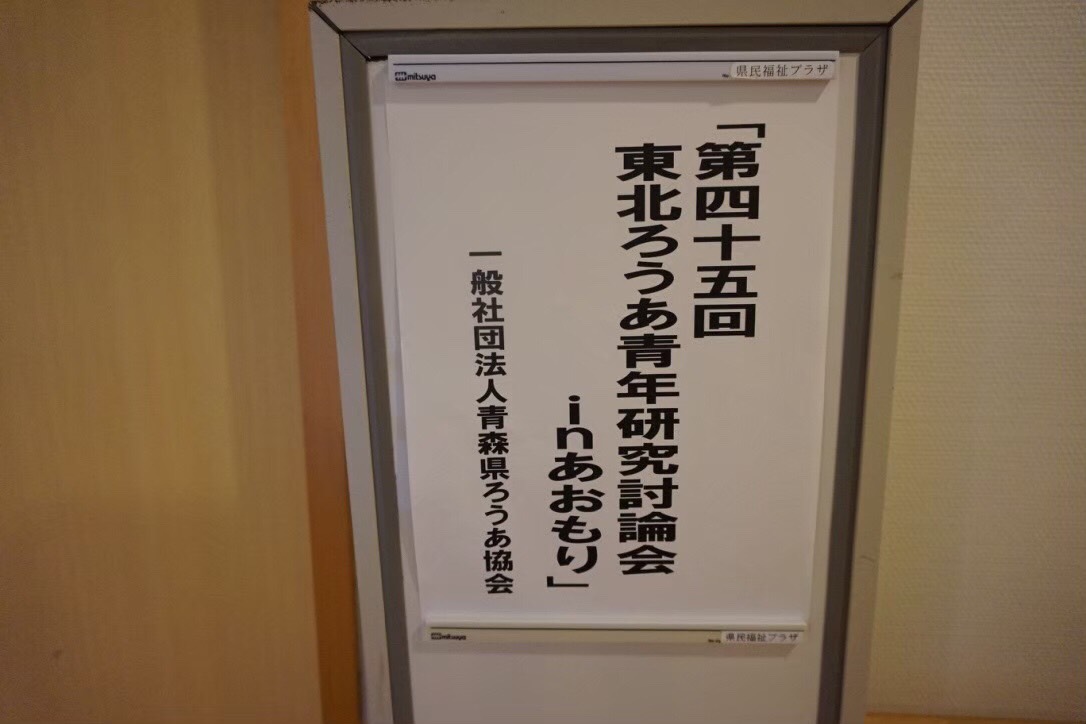 mitsuya
県民福祉プラザ
「第四十五回
東北ろうあ青年研究討論会
inあおもり」
一般社団法人青森県ろうあ協会
mitsuya
県民福祉プラザ